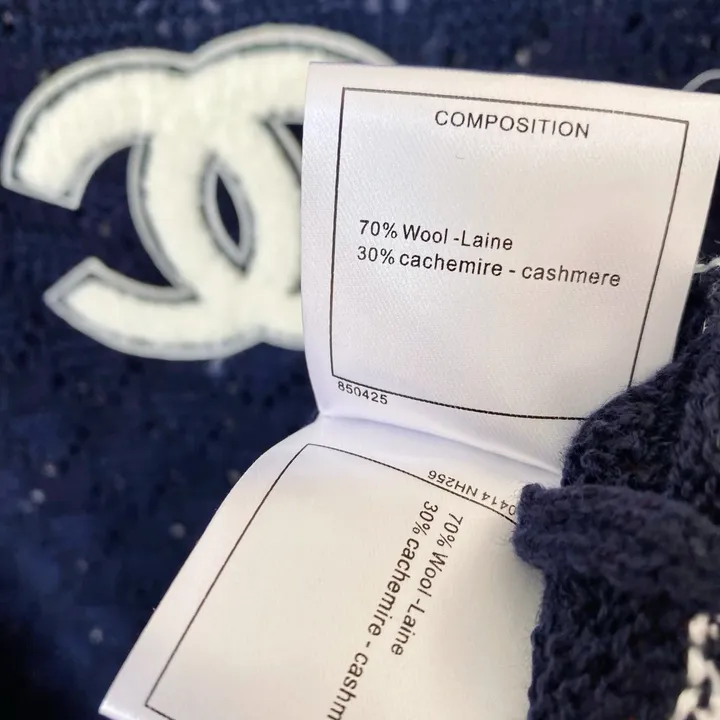 COMPOSITION
70% Wool -Laine
30% cachemire - cashmere
850425
0414 NH256
70% Wool -Laine
30% cachemire - cashm